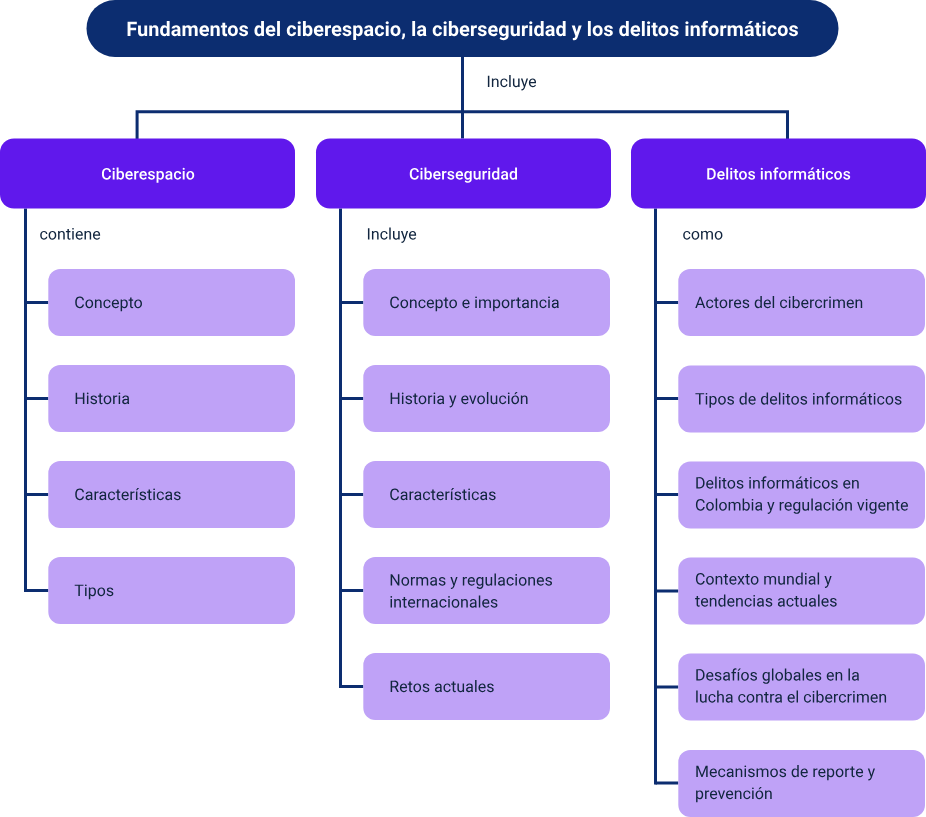 Fundamentos del ciberespacio, la ciberseguridad y los delitos informáticos
Incluye
Ciberespacio
contiene
Concepto
Historia
Características
Tipos
Ciberseguridad
Incluye
Concepto e importancia
Historia y evolución
Características
Normas y regulaciones
internacionales
Retos actuales
Delitos informáticos
como
Actores del cibercrimen
Tipos de delitos informáticos
Delitos informáticos en
Colombia y regulación vigente
Contexto mundial y
tendencias actuales
Desafíos globales en la
lucha contra el cibercrimen
Mecanismos de reporte y
prevención